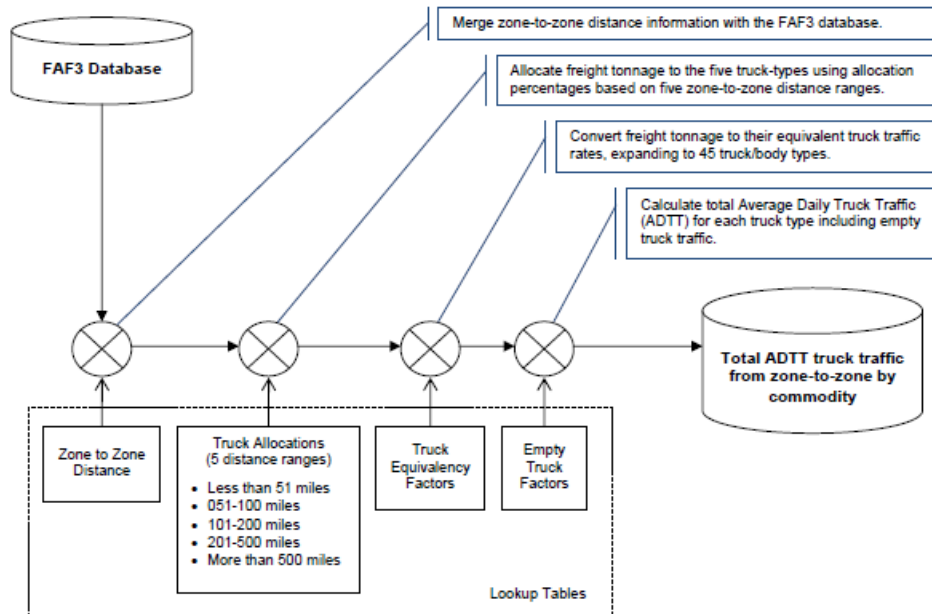 Merge zone-to-zone distance information with the FAF3 database.
FAF3 Database
Allocate freight tonnage to the five truck-types using allocation
percentages based on five zone-to-zone distance ranges.
Convert freight tonnage to their equivalent truck traffic
rates, expanding to 45 truck/body types.
Calculate total Average Daily Truck Traffic
(ADTT) for each truck type including empty
truck traffic.
Total ADTT truck traffic
from zone-to-zone by
commodity
Zone to Zone
Distance
Truck Allocations
(5 distance ranges)
• Less than 51 miles
• 051-100 miles
• 101-200 miles
• 201-500 miles
• More than 500 miles
Truck
Equivalency
Factors
Empty
Truck
Factors
Lookup Tables